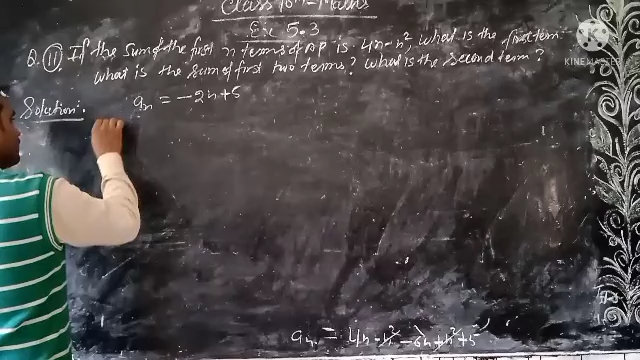 Class 10th - Maths
Ex 5.3
Q. 11. If the sum of the first n terms of AP is 4n-n², what is the first term
What is the sum of first two terms? What is the second term?
Solution:
aₙ = -2n+5
aₙ = 4n - n² - 6n + n² + 5
KINEMASTER